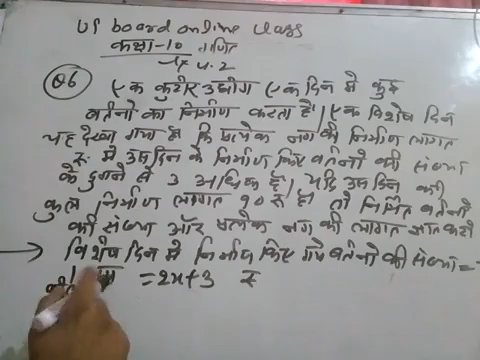 UP board online class
कक्षा-10 गणित
4.2
Q6 एक कुटीर उद्योग एक दिन में कुछ
बर्तनों का निर्माण करता है। एक विशेष दिन
यह देखा गया कि प्रत्येक नग की निर्माण लागत
रु में उस दिन के निर्माण किए बर्तनों की संख्या
के दुगने से 3 अधिक है। यदि उस दिन की
कुल निर्माण लागत 90 रु हो तो निर्मित बर्तनों
की संख्या और प्रत्येक नग की लागत ज्ञात करो
→ विशेष दिन में निर्माण किए गये बर्तनों की संख्या =
= 2x+3 रु